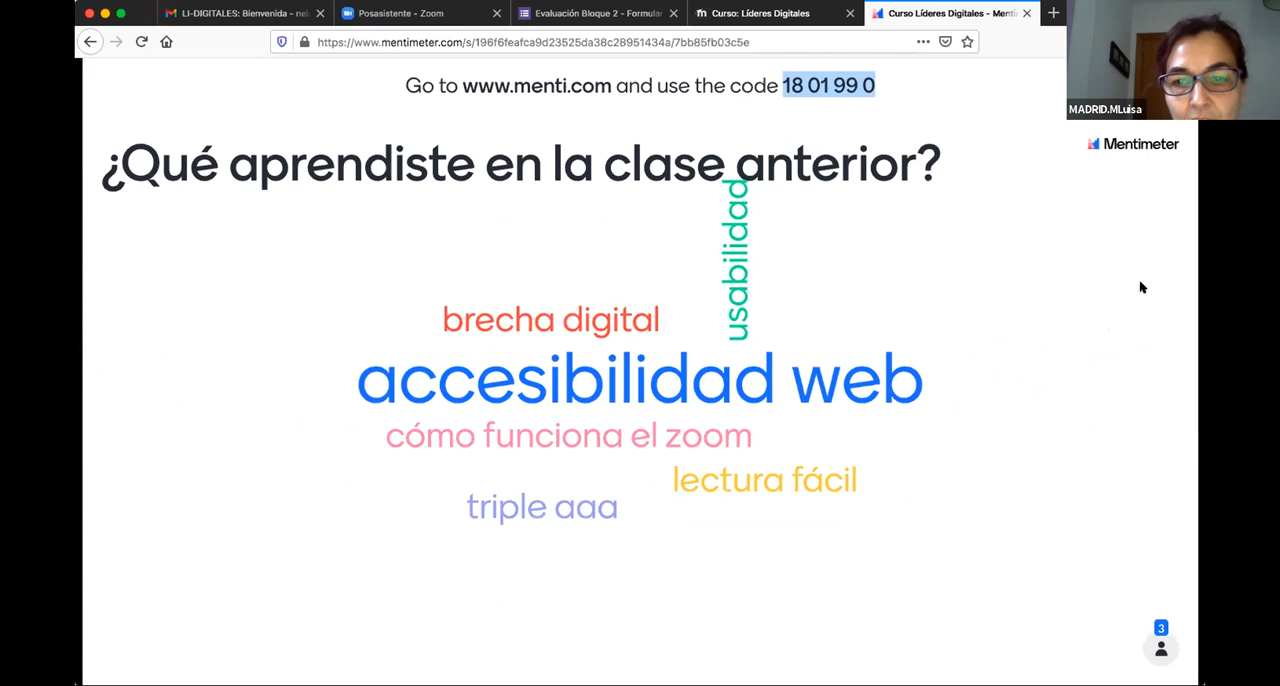 LI-DIGITALES: Bienvenida - nei
Posasistente - Zoom
Evaluación Bloque 2 - Formular
Curso: Líderes Digitales
Curso Líderes Digitales - Menti
https://www.mentimeter.com/s/196f6feafca9d23525da38c28951434a/7bb85fb03c5e
Go to www.menti.com and use the code 18 01 99 0
MADRID.MLuisa
Mentimeter
¿Qué aprendiste en la clase anterior?
usabilidad
brecha digital
accesibilidad web
cómo funciona el zoom
lectura fácil
triple aaa
3